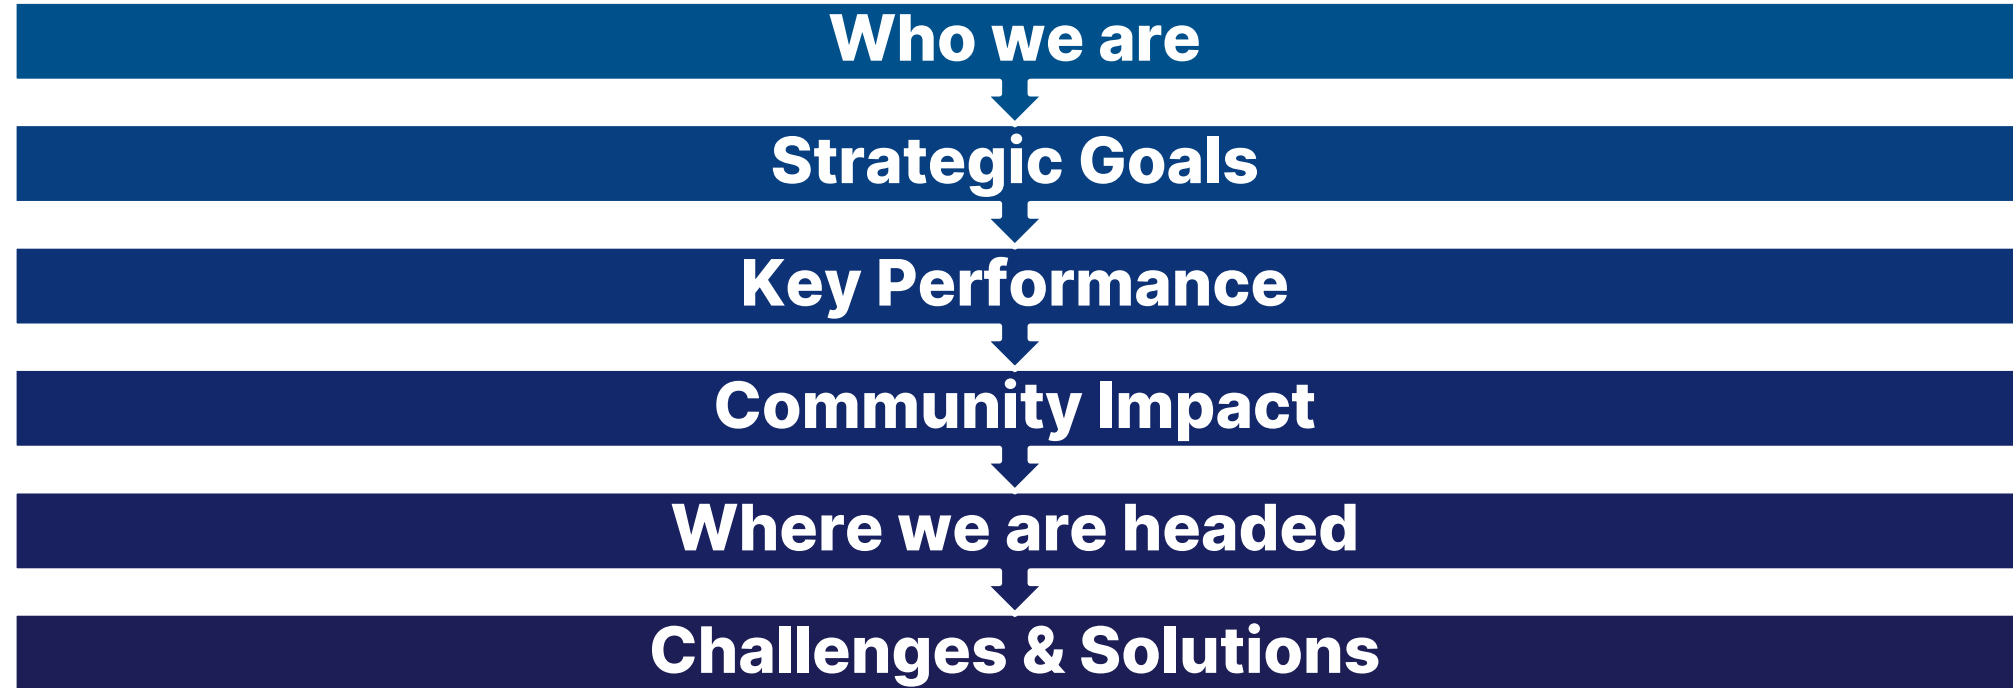 Who we are
Strategic Goals
Key Performance
Community Impact
Where we are headed
Challenges & Solutions